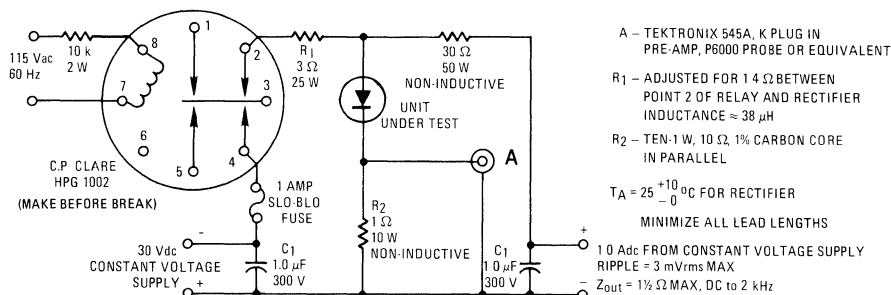 115 Vac
60 Hz
10 k
2 W
8
7
6
1
2
3
4
5
C.P. CLARE
HPG 1002
(MAKE BEFORE BREAK)
R1
3 Ω
25 W
30 Ω
50 W
NON-INDUCTIVE
UNIT
UNDER TEST
A
1 AMP
SLO-BLO
FUSE
R2
1 Ω
10 W
NON-INDUCTIVE
-
30 Vdc
CONSTANT VOLTAGE
SUPPLY
+
C1
1.0 μF
300 V
C1
1 0 μF
300 V
A – TEKTRONIX 545A, K PLUG IN
PRE-AMP, P6000 PROBE OR EQUIVALENT
R1 – ADJUSTED FOR 1 4 Ω BETWEEN
POINT 2 OF RELAY AND RECTIFIER
INDUCTANCE ≈ 38 μH
R2 – TEN-1 W, 10 Ω, 1% CARBON CORE
IN PARALLEL
TA = 25 +10 -0 °C FOR RECTIFIER
MINIMIZE ALL LEAD LENGTHS
+
1 0 Adc FROM CONSTANT VOLTAGE SUPPLY
RIPPLE = 3 mVrms MAX
– Zout = 1½ Ω MAX, DC to 2 kHz